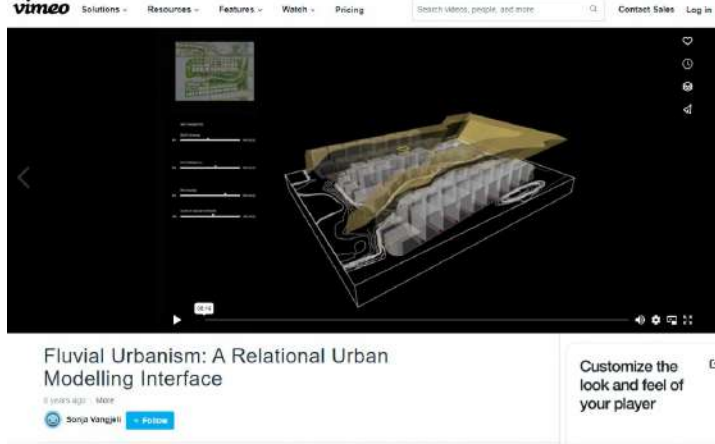 vimeo Solutions Resources Features Watch Pricing Search videos, people, and more Contact Sales Log in
Fluvial Urbanism: A Relational Urban
Modelling Interface
More
Sonja Vangjeli + Follow
Customize the
look and feel of
your player